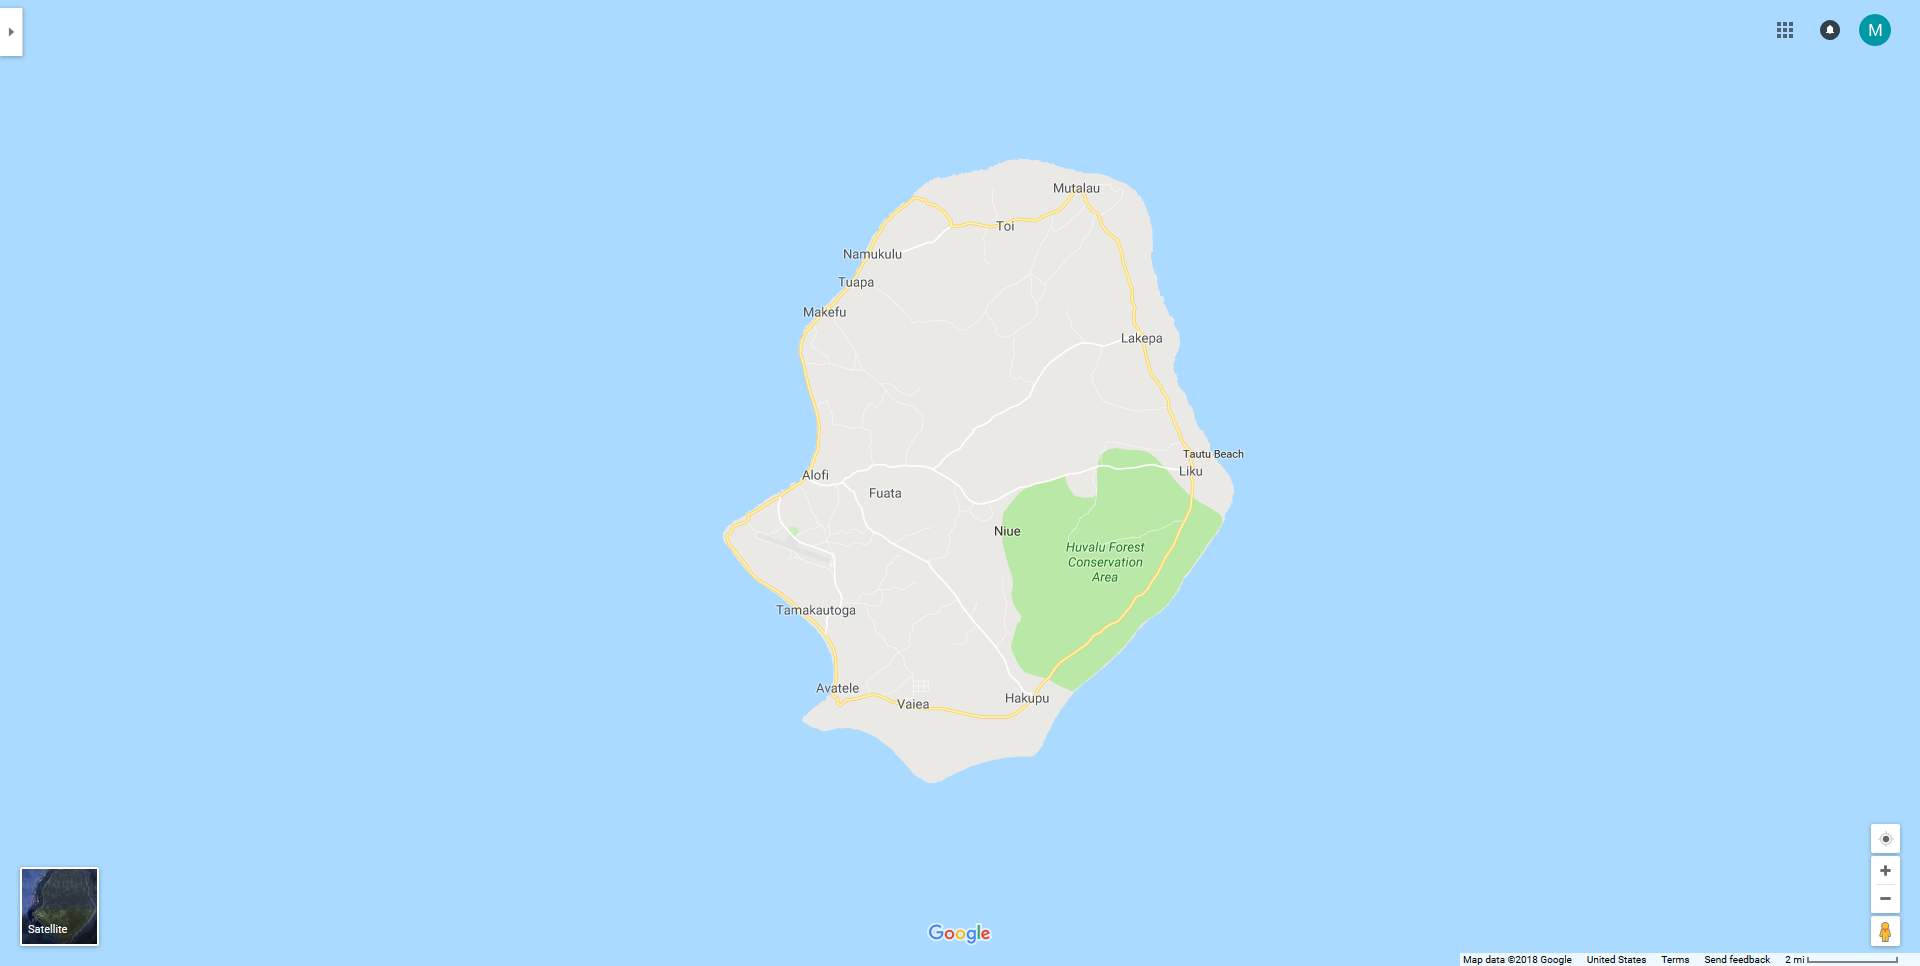 M
Mutalau
Toi
Namukulu
Tuapa
Makefu
Lakepa
Tautu Beach
Liku
Alofi
Fuata
Niue
Huvalu Forest
Conservation
Area
Tamakautoga
Avatele
Vaiea
Hakupu
Satellite
Google
Map data ©2018 Google United States Terms Send feedback 2 mi